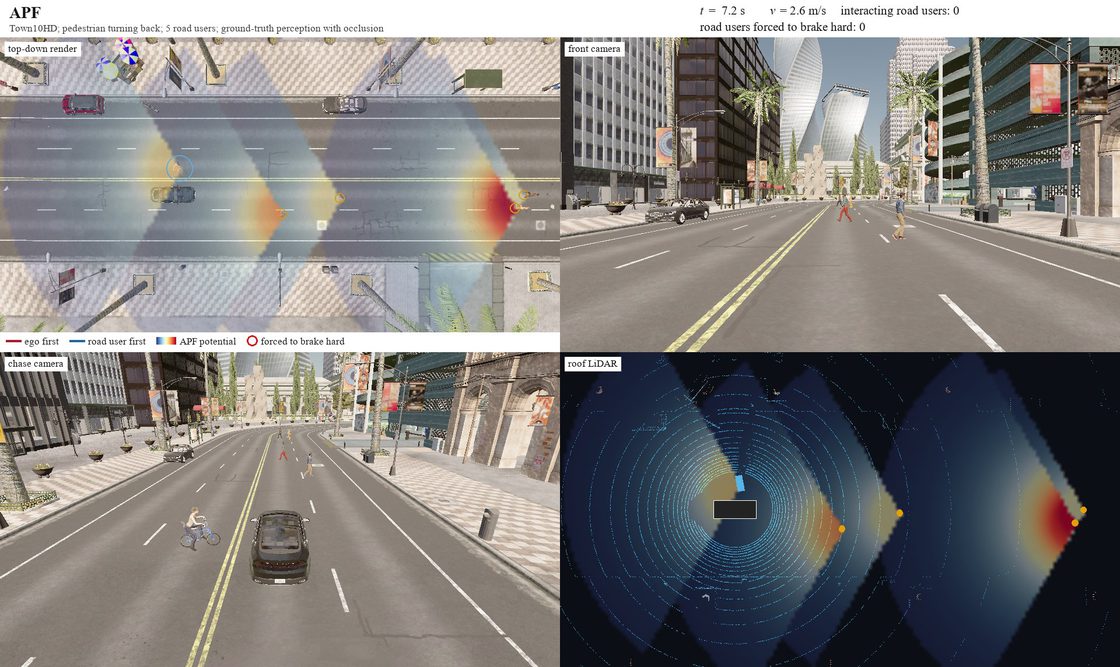 APF
Town10HD; pedestrian turning back; 5 road users; ground-truth perception with occlusion
t = 7.2 s v = 2.6 m/s interacting road users: 0
road users forced to brake hard: 0
top-down render
front camera
ego first road user first APF potential forced to brake hard
chase camera
roof LiDAR